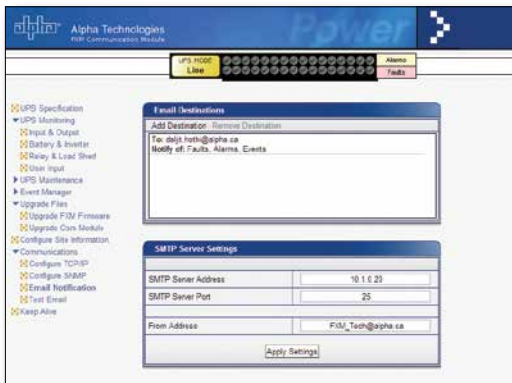 alpha
Alpha Technologies
FXM Communication Module
Power
UPS MODE
Line
Alarms
Faults
UPS Specification
UPS Monitoring
Input & Output
Battery & Inverter
Relay & Load Shed
User Input
UPS Maintenance
Event Manager
Upgrade Files
Upgrade FXM Firmware
Upgrade Com Module
Configure Site Information
Communications
Configure TCP/IP
Configure SNMP
Email Notification
Test Email
Keep Alive
Email Destinations
Add Destination Remove Destination
To: daljit.hothi@alpha.ca
Notify of: Faults, Alarms, Events
SMTP Server Settings
SMTP Server Address
10.1.0.23
SMTP Server Port
25
From Address
FXM_Tech@alpha.ca
Apply Settings